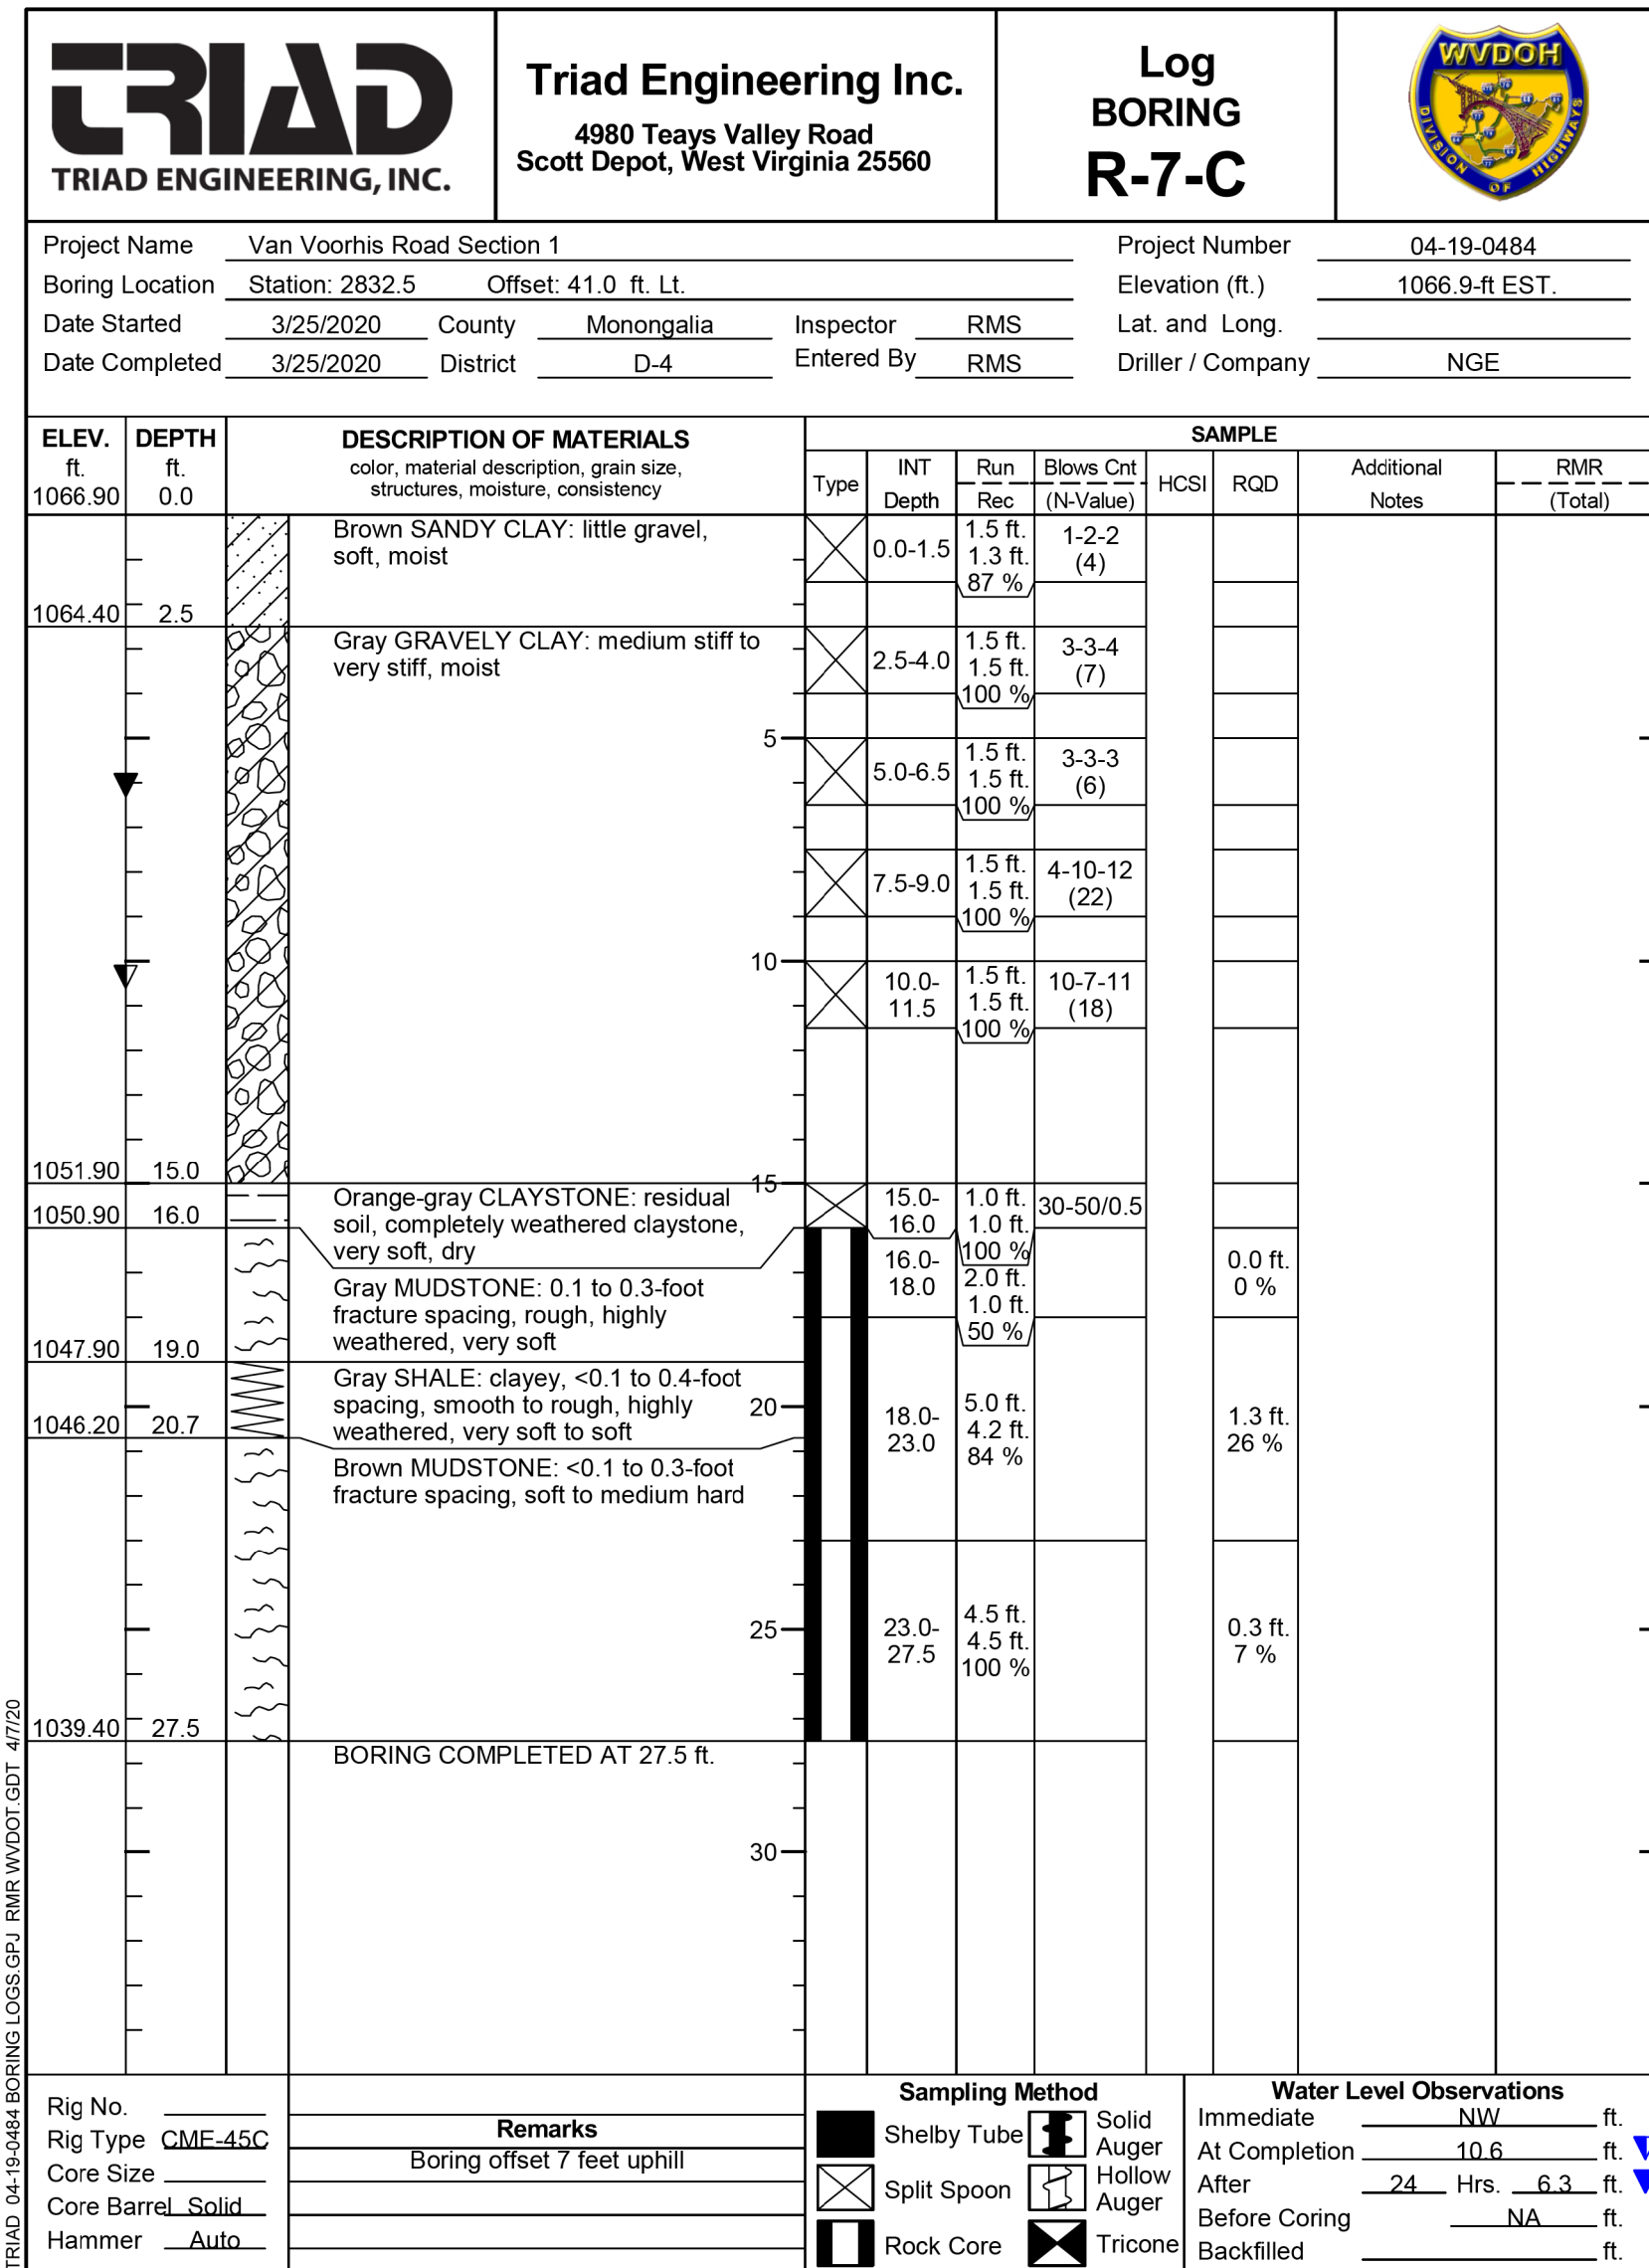 TRIAD
TRIAD ENGINEERING, INC.
Triad Engineering Inc.
4980 Teays Valley Road
Scott Depot, West Virginia 25560
Log
BORING
R-7-C
WVDOH
DIVISION OF HIGHWAYS
Project Name Van Voorhis Road Section 1 Project Number 04-19-0484
Boring Location Station: 2832.5 Offset: 41.0 ft. Lt. Elevation (ft.) 1066.9-ft EST.
Date Started 3/25/2020 County Monongalia Inspector RMS Lat. and Long.
Date Completed 3/25/2020 District D-4 Entered By RMS Driller / Company NGE
ELEV. DEPTH DESCRIPTION OF MATERIALS SAMPLE
ft. ft. color, material description, grain size,
1066.90 0.0 structures, moisture, consistency
Type INT Depth Run Rec Blows Cnt (N-Value) HCSI RQD Additional Notes RMR (Total)
Brown SANDY CLAY: little gravel,
soft, moist
0.0-1.5 1.5 ft. 1.3 ft. 87 % 1-2-2 (4)
1064.40 2.5
Gray GRAVELY CLAY: medium stiff to
very stiff, moist
2.5-4.0 1.5 ft. 1.5 ft. 100 % 3-3-4 (7)
5
5.0-6.5 1.5 ft. 1.5 ft. 100 % 3-3-3 (6)
7.5-9.0 1.5 ft. 1.5 ft. 100 % 4-10-12 (22)
10
10.0-11.5 1.5 ft. 1.5 ft. 100 % 10-7-11 (18)
1051.90 15.0
15
Orange-gray CLAYSTONE: residual
soil, completely weathered claystone,
very soft, dry
15.0-16.0 1.0 ft. 1.0 ft. 100 % 30-50/0.5
1050.90 16.0
Gray MUDSTONE: 0.1 to 0.3-foot
fracture spacing, rough, highly
weathered, very soft
16.0-18.0 2.0 ft. 1.0 ft. 50 % 0.0 ft. 0 %
1047.90 19.0
Gray SHALE: clayey, <0.1 to 0.4-foot
spacing, smooth to rough, highly
weathered, very soft to soft
20
18.0-23.0 5.0 ft. 4.2 ft. 84 % 1.3 ft. 26 %
1046.20 20.7
Brown MUDSTONE: <0.1 to 0.3-foot
fracture spacing, soft to medium hard
25
23.0-27.5 4.5 ft. 4.5 ft. 100 % 0.3 ft. 7 %
1039.40 27.5
BORING COMPLETED AT 27.5 ft.
30
TRIAD 04-19-0484 BORING LOGS.GPJ RMR WVDOT.GDT 4/7/20
Rig No.
Rig Type CME-45C
Core Size
Core Barrel Solid
Hammer Auto
Remarks
Boring offset 7 feet uphill
Sampling Method
Shelby Tube Solid Auger
Split Spoon Hollow Auger
Rock Core Tricone
Water Level Observations
Immediate NW ft.
At Completion 10.6 ft.
After 24 Hrs. 6.3 ft.
Before Coring NA ft.
Backfilled ft.